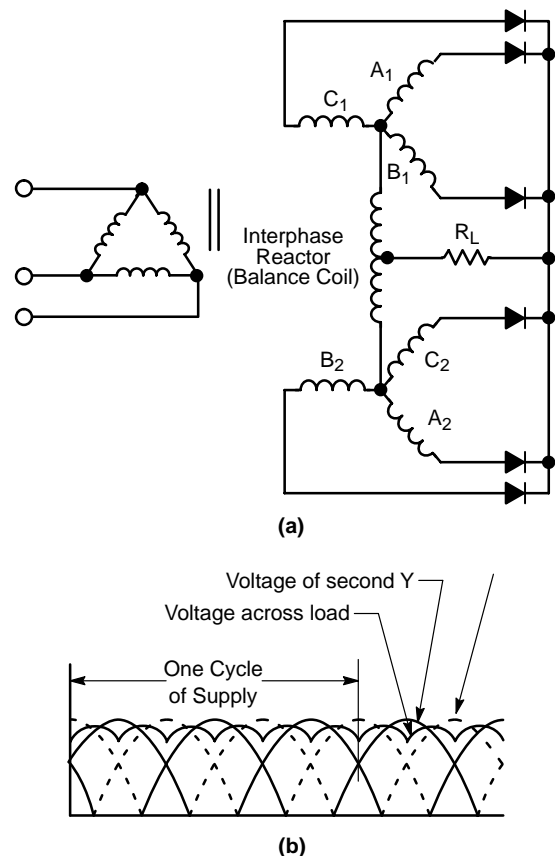 A1
C1
B1
Interphase
Reactor
(Balance Coil)
RL
B2
C2
A2
(a)
Voltage of second Y
Voltage across load
One Cycle
of Supply
(b)